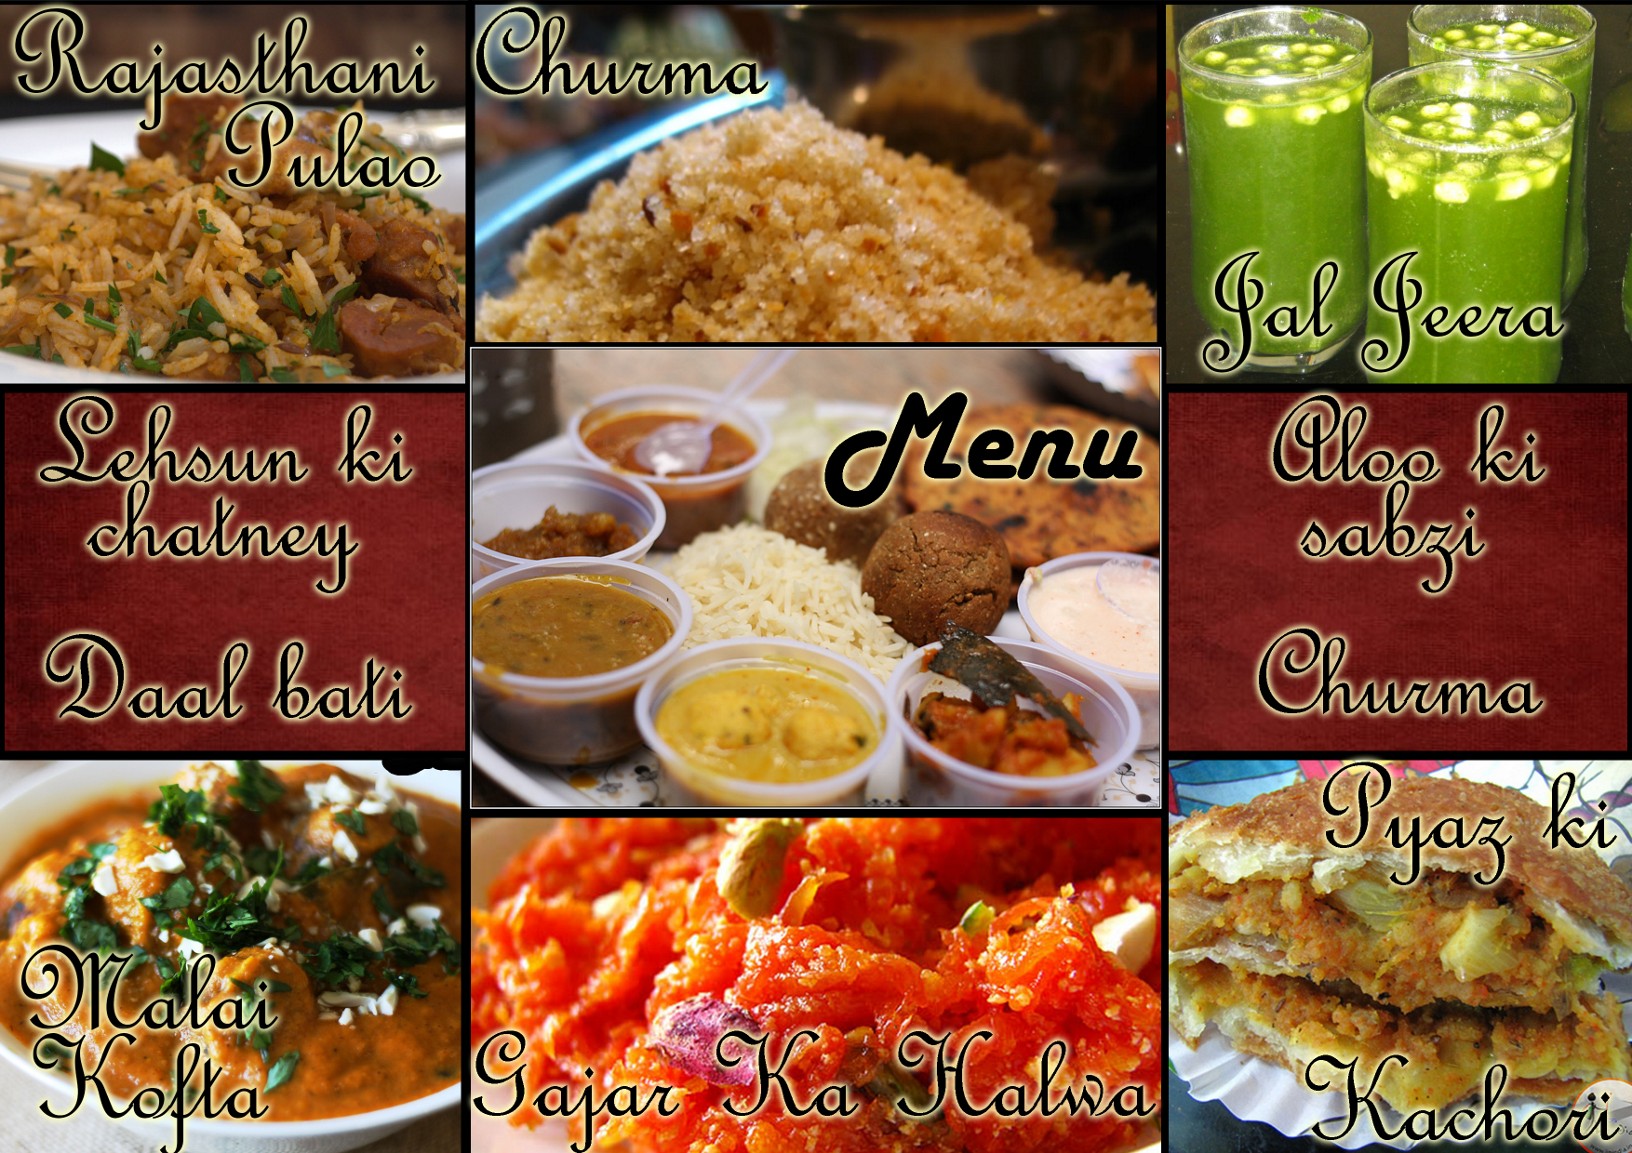 Rajasthani
Pulao
Churma
Jal Jeera
Lehsun ki
chatney
Daal bati
Menu
Aloo ki
sabzi
Churma
Malai
Kofta
Gajar Ka Halwa
Pyaz ki
Kachori